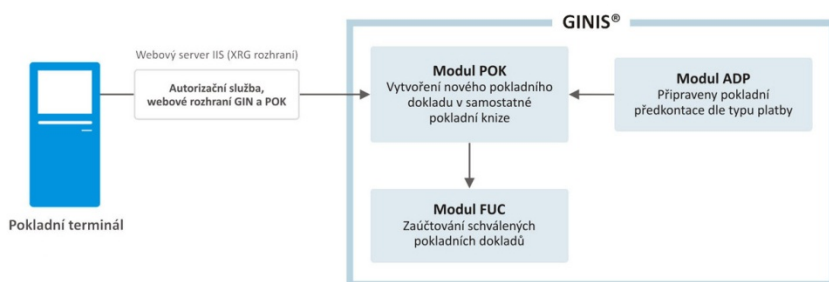 GINIS®
Webový server IIS (XRG rozhraní)
Autorizační služba,
webové rozhraní GIN a POK
Pokladní terminál
Modul POK
Vytvoření nového pokladního
dokladu v samostatné
pokladní knize
Modul ADP
Připraveny pokladní
předkontace dle typu platby
Modul FUC
Zaúčtování schválených
pokladních dokladů